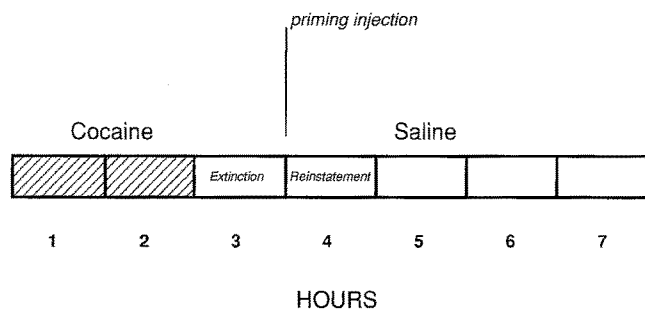 priming injection
Cocaine Saline
Extinction Reinstatement
1 2 3 4 5 6 7
HOURS